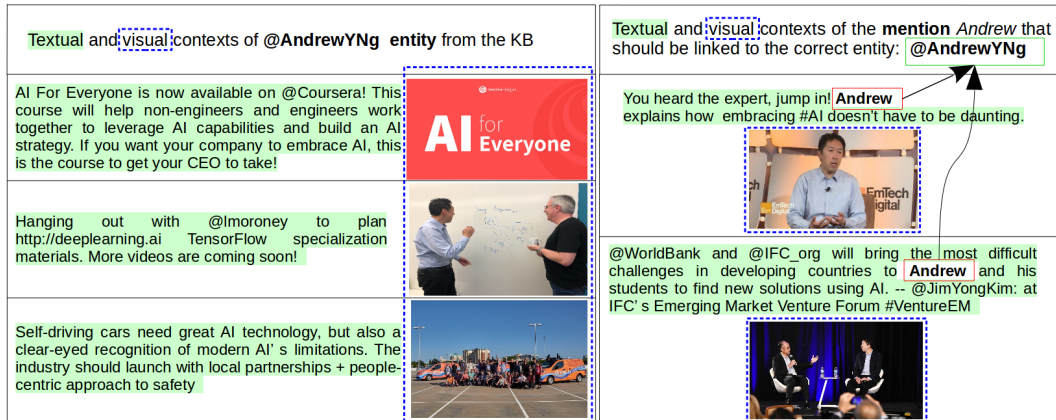 Textual and visual contexts of @AndrewYNg entity from the KB
AI For Everyone is now available on @Coursera! This
course will help non-engineers and engineers work
together to leverage AI capabilities and build an AI
strategy. If you want your company to embrace AI, this
is the course to get your CEO to take!
AI for
Everyone
Hanging out with @lmoroney to plan
http://deeplearning.ai TensorFlow specialization
materials. More videos are coming soon!
Self-driving cars need great AI technology, but also a
clear-eyed recognition of modern AI' s limitations. The
industry should launch with local partnerships + people-
centric approach to safety
Textual and visual contexts of the mention Andrew that
should be linked to the correct entity: @AndrewYNg
You heard the expert, jump in! Andrew
explains how embracing #AI doesn't have to be daunting.
EmTech
Digital
EmTech
Digital
@WorldBank and @IFC_org will bring the most difficult
challenges in developing countries to Andrew and his
students to find new solutions using AI. -- @JimYongKim: at
IFC' s Emerging Market Venture Forum #VentureEM